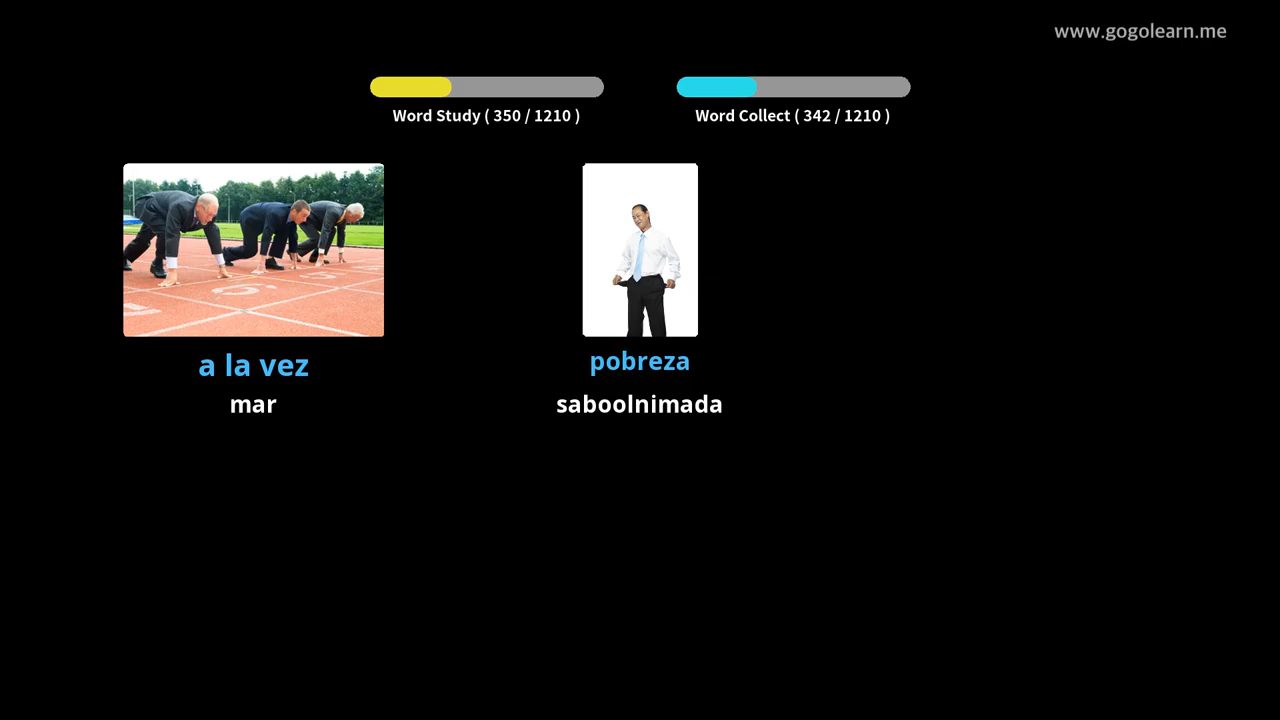 www.gogolearn.me
Word Study ( 350 / 1210 )
Word Collect ( 342 / 1210 )
a la vez
mar
pobreza
saboolnimada